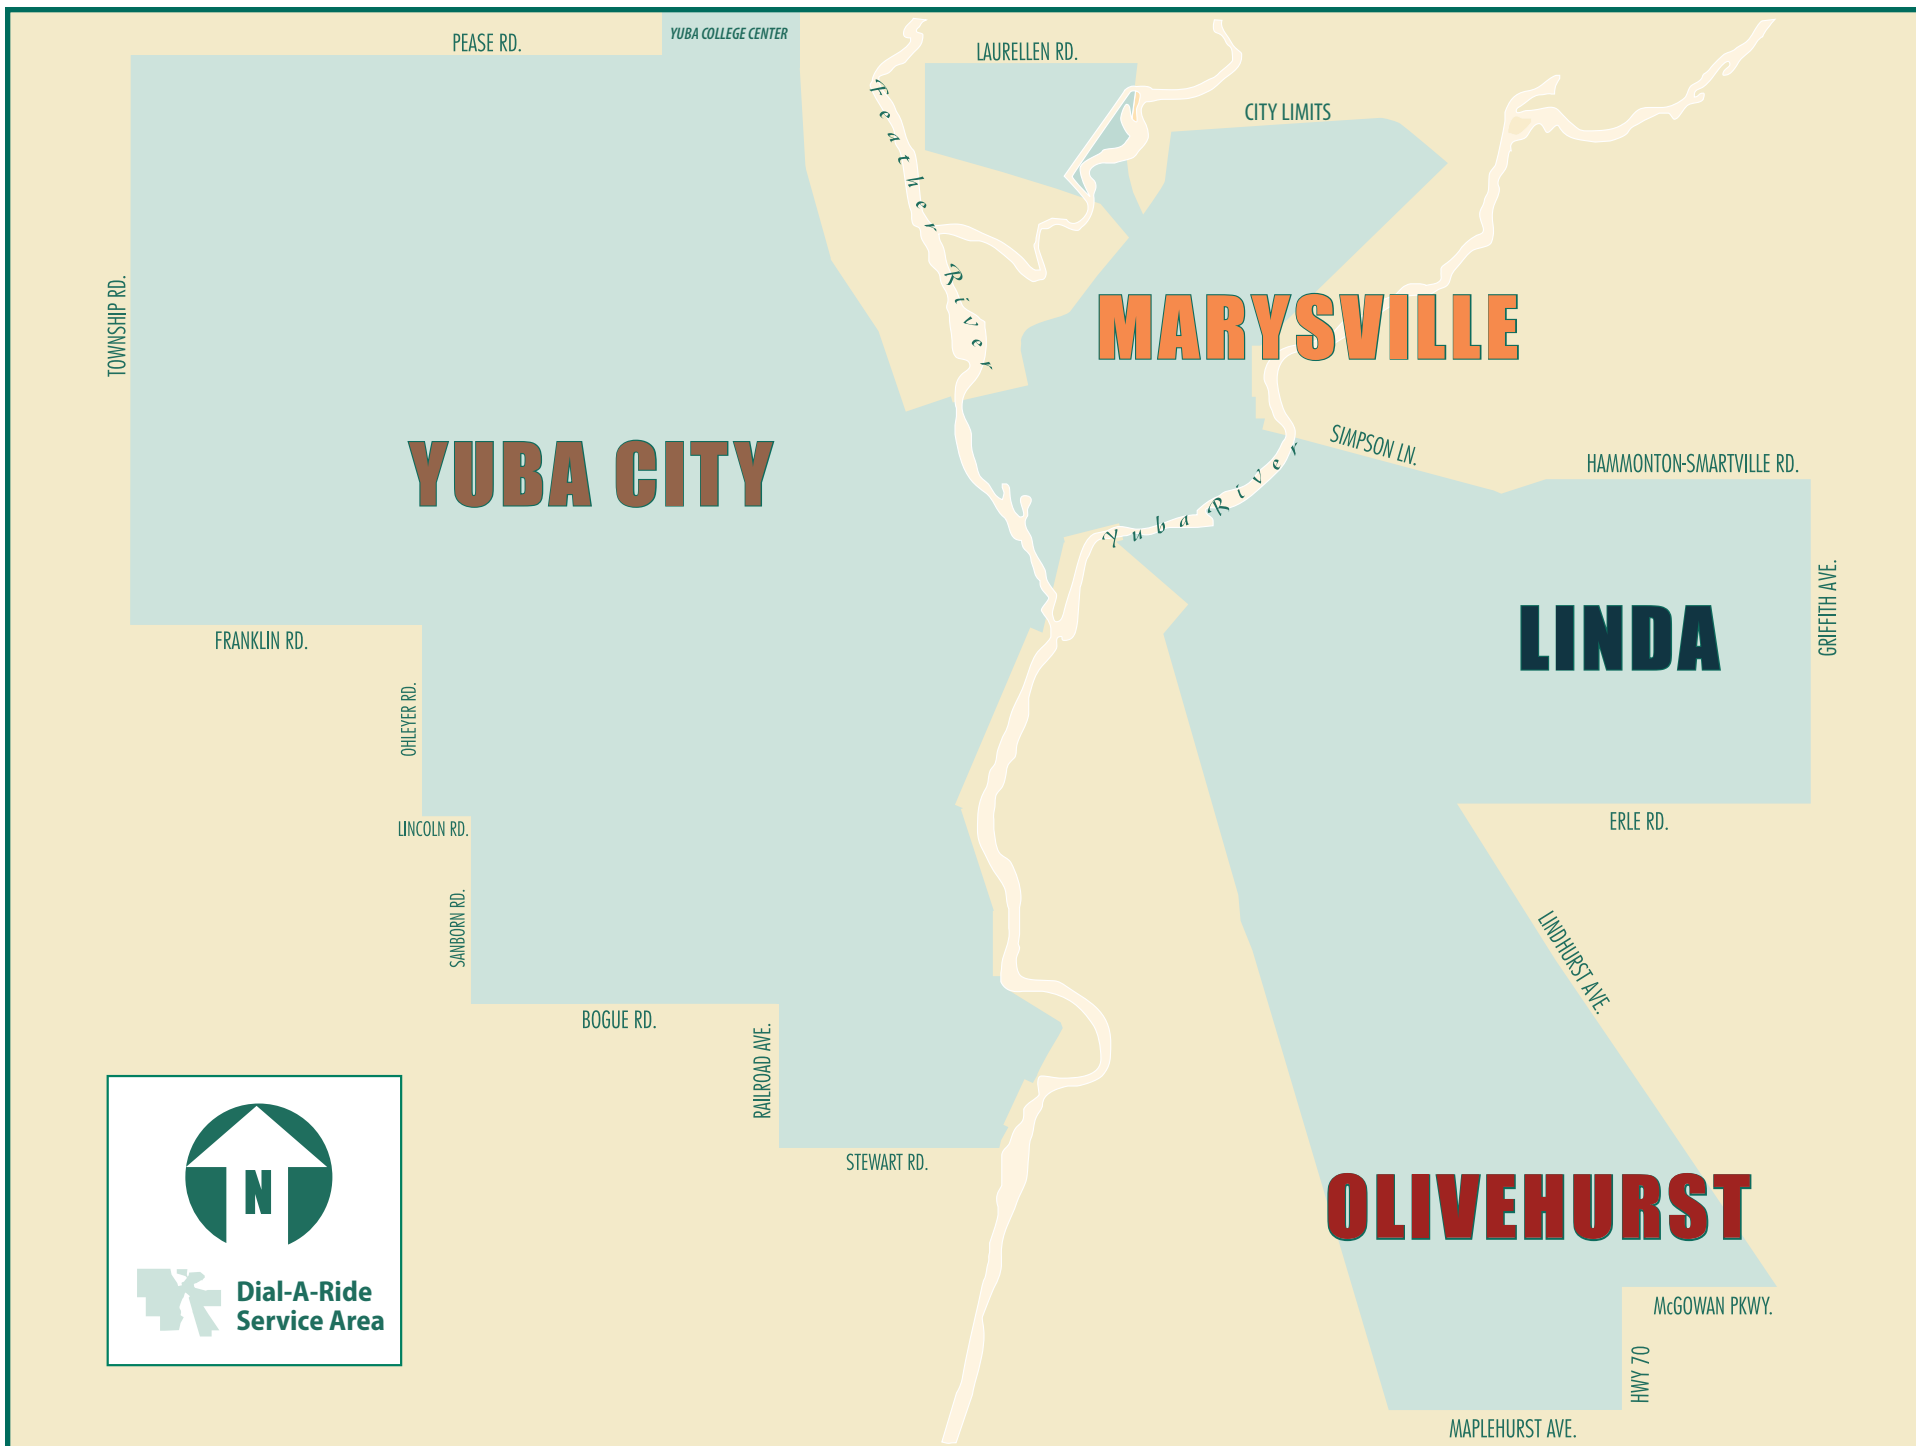 YUBA COLLEGE CENTER
PEASE RD.
LAURELLEN RD.
CITY LIMITS
Feather River
TOWNSHIP RD.
MARYSVILLE
YUBA CITY
SIMPSON LN.
HAMMONTON-SMARTVILLE RD.
Yuba River
GRIFFITH AVE.
LINDA
FRANKLIN RD.
OHLEYER RD.
LINCOLN RD.
ERLE RD.
SANBORN RD.
LINDHURST AVE.
BOGUE RD.
RAILROAD AVE.
STEWART RD.
N
OLIVEHURST
Dial-A-Ride
Service Area
McGOWAN PKWY.
HWY 70
MAPLEHURST AVE.